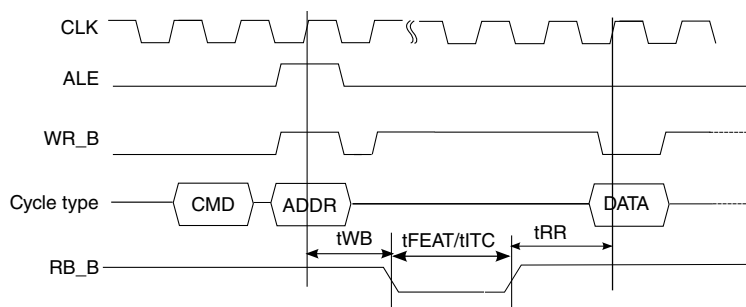 CLK
ALE
WR_B
Cycle type
CMD
ADDR
DATA
tWB
tFEAT/tITC
tRR
RB_B